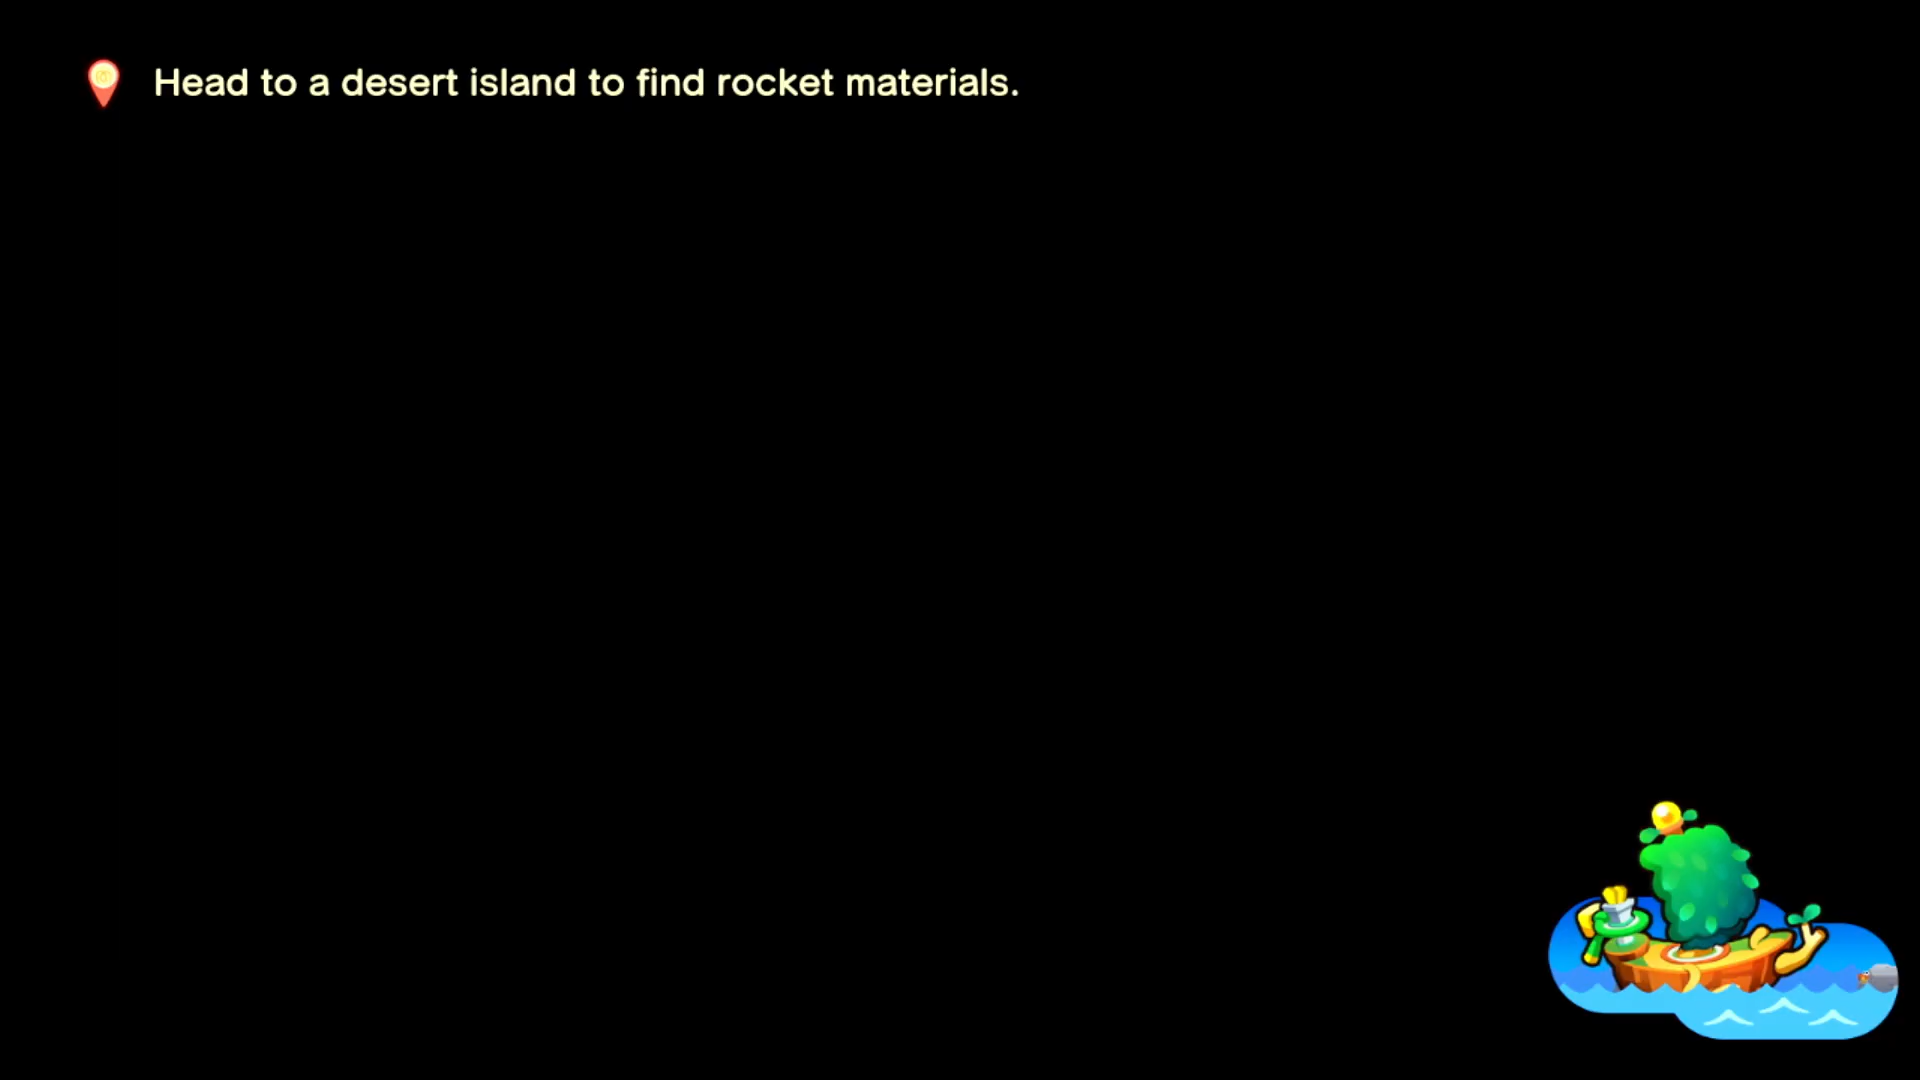 Head to a desert island to find rocket materials.